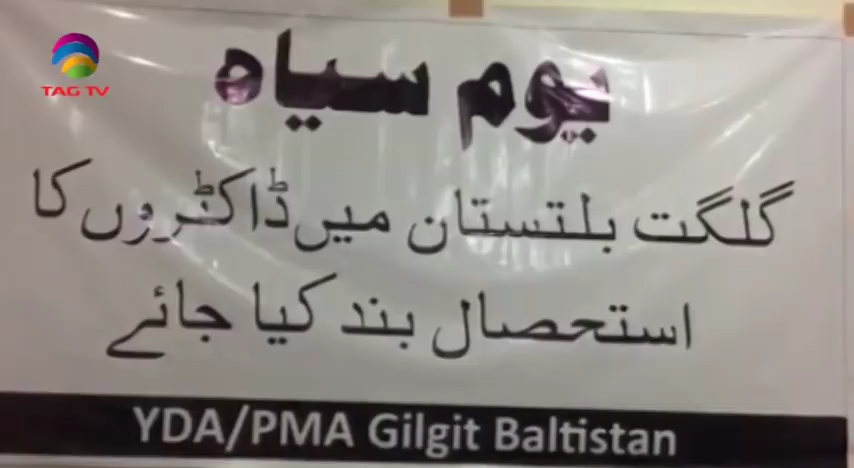 TAG TV
یوم سیاہ
گلگت بلتستان میں ڈاکٹروں کا
استحصال بند کیا جائے
YDA/PMA Gilgit Baltistan